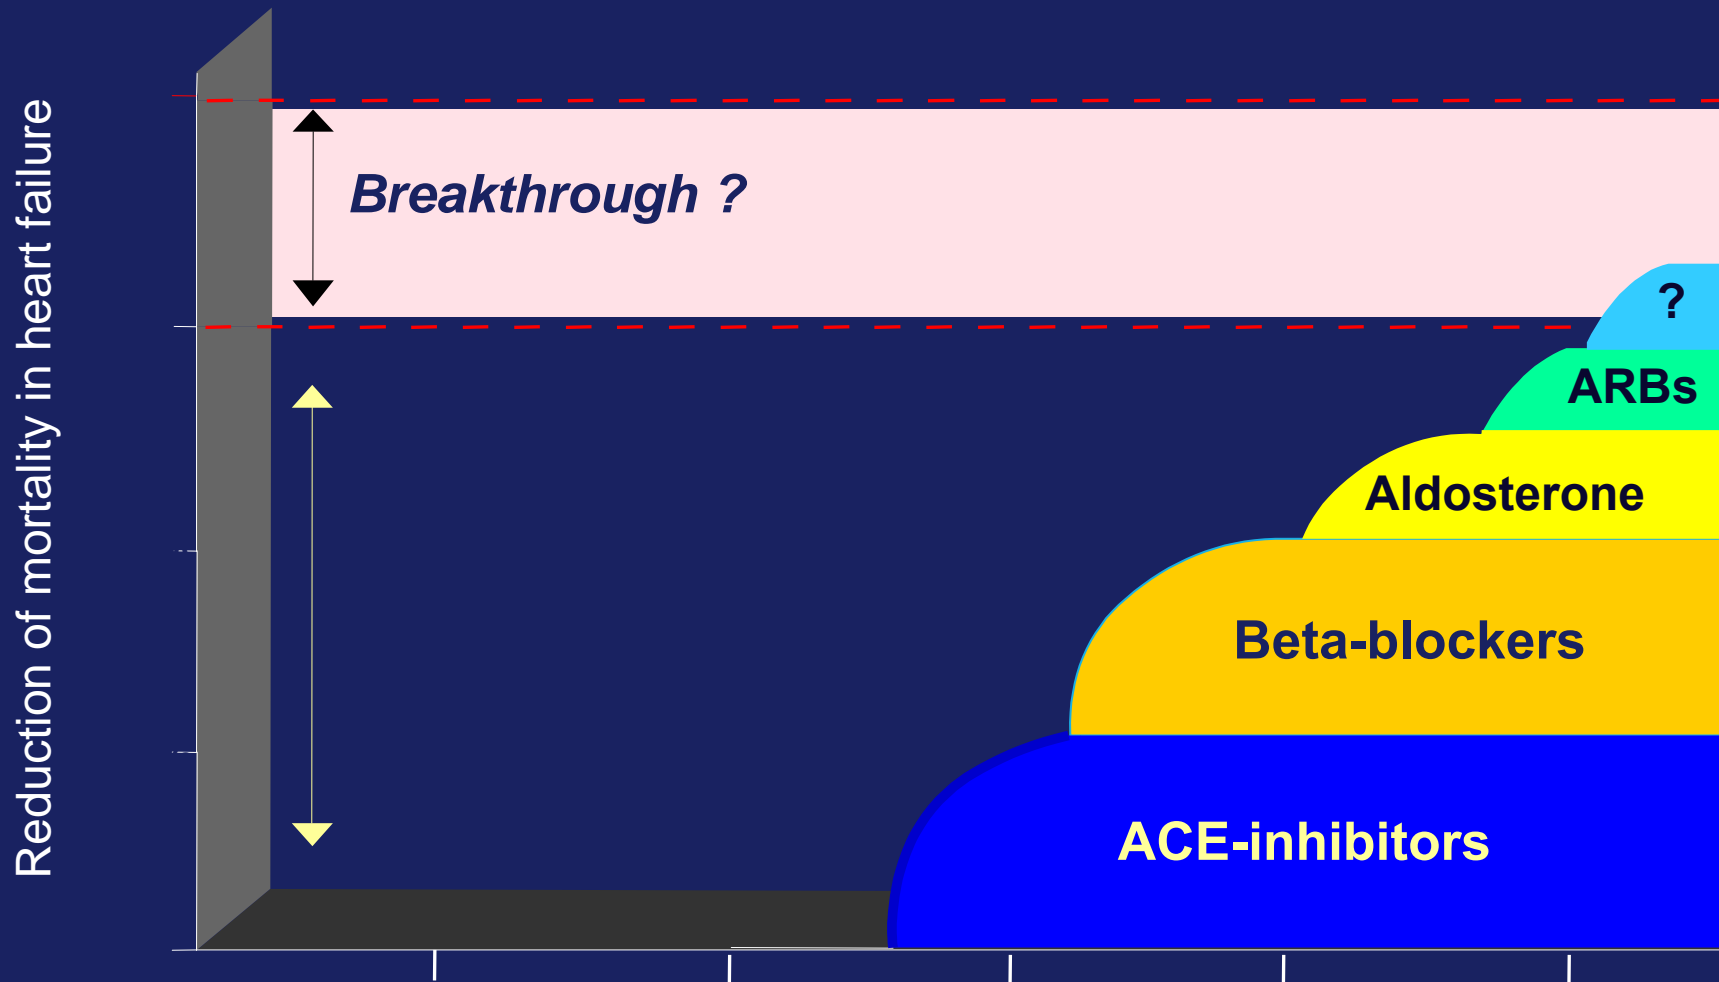 Reduction of mortality in heart failure
Breakthrough ?
?
ARBs
Aldosterone
Beta-blockers
ACE-inhibitors